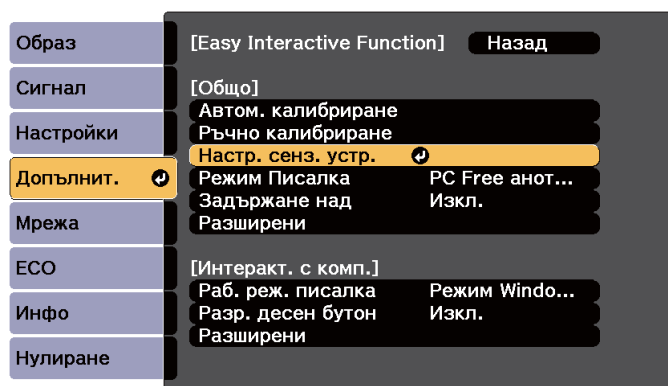 Образ
Сигнал
Настройки
Допълнит.
Мрежа
ECO
Инфо
Нулиране
[Easy Interactive Function] Назад
[Общо]
Автом. калибриране
Ръчно калибриране
Настр. сенз. устр.
Режим Писалка PC Free анот...
Задържане над Изкл.
Разширени
[Интеракт. с комп.]
Раб. реж. писалка Режим Windo...
Разр. десен бутон Изкл.
Разширени